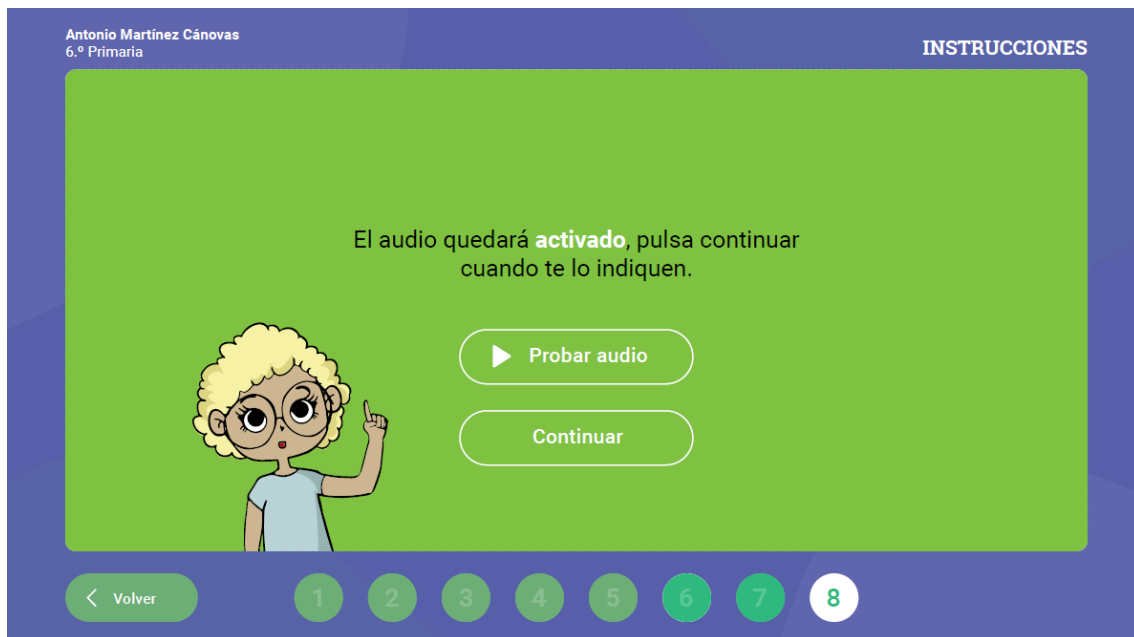 Antonio Martínez Cánovas
6.º Primaria
INSTRUCCIONES
El audio quedará activado, pulsa continuar
cuando te lo indiquen.
Probar audio
Continuar
Volver
1 2 3 4 5 6 7 8